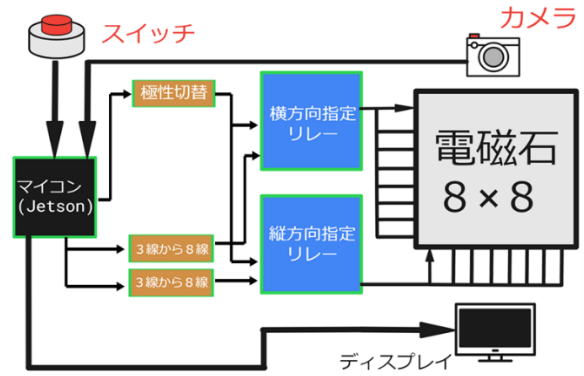 スイッチ
カメラ
極性切替
横方向指定
リレー
電磁石
8×8
マイコン
(Jetson)
3線から8線
3線から8線
縦方向指定
リレー
ディスプレイ